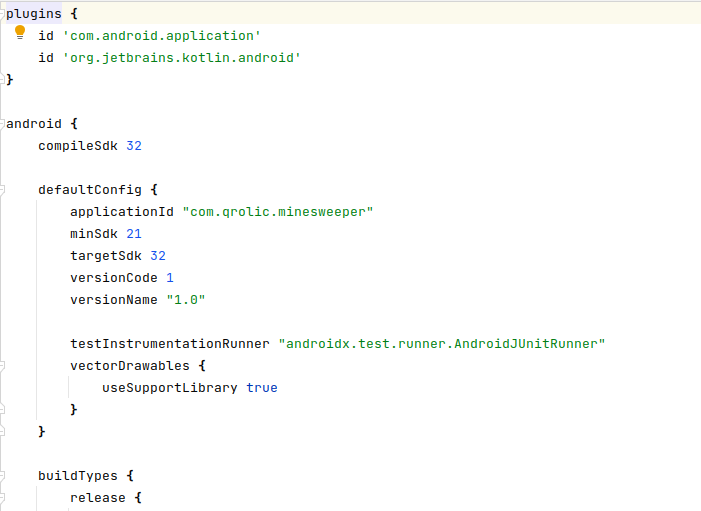 plugins {
    id 'com.android.application'
    id 'org.jetbrains.kotlin.android'
}
android {
    compileSdk 32
    defaultConfig {
        applicationId "com.qrolic.minesweeper"
        minSdk 21
        targetSdk 32
        versionCode 1
        versionName "1.0"
        testInstrumentationRunner "androidx.test.runner.AndroidJUnitRunner"
        vectorDrawables {
            useSupportLibrary true
        }
    }
    buildTypes {
        release {